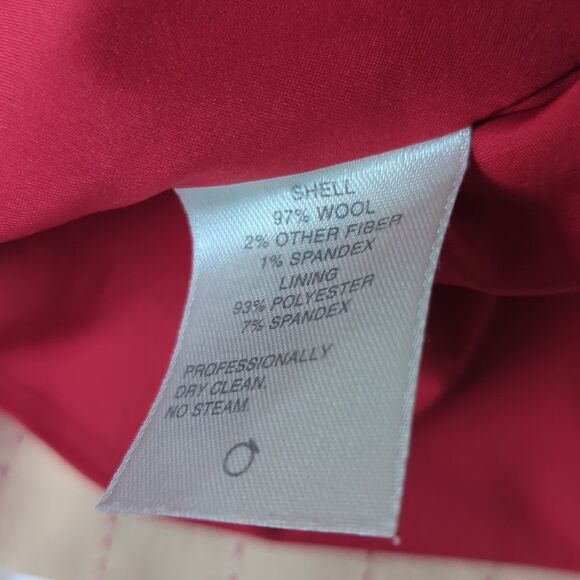 SHELL
97% WOOL
2% OTHER FIBER
1% SPANDEX
LINING
93% POLYESTER
7% SPANDEX
PROFESSIONALLY
DRY CLEAN.
NO STEAM.